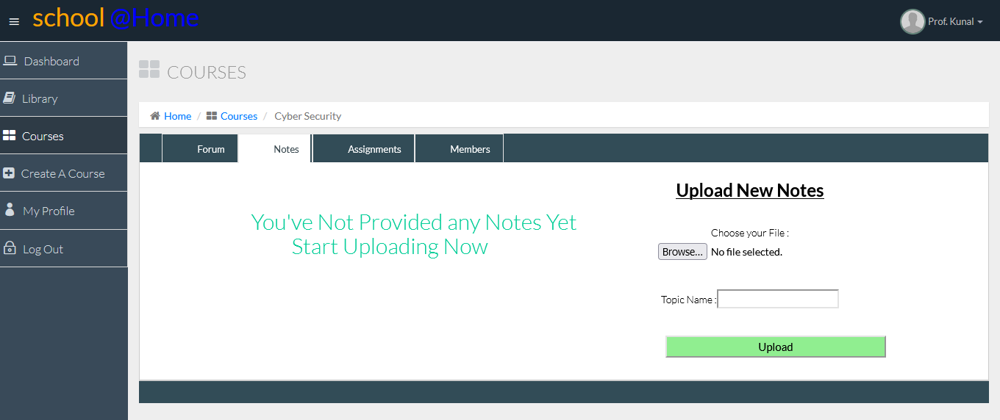 school @Home
Prof. Kunal
Dashboard
Library
Courses
Create A Course
My Profile
Log Out
COURSES
Home / Courses / Cyber Security
Forum Notes Assignments Members
You've Not Provided any Notes Yet
Start Uploading Now
Upload New Notes
Choose your File :
Browse... No file selected.
Topic Name :
Upload